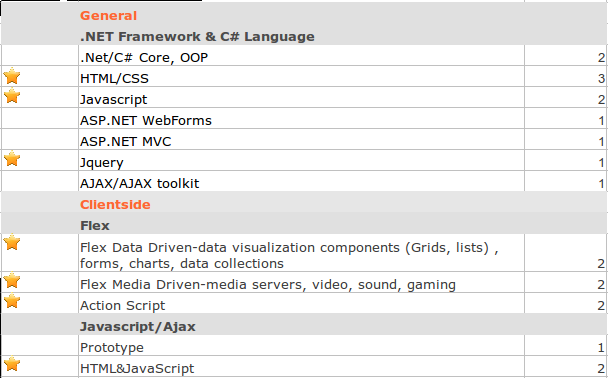 General
.NET Framework & C# Language
.Net/C# Core, OOP 2
HTML/CSS 3
Javascript 2
ASP.NET WebForms 1
ASP.NET MVC 1
Jquery 1
AJAX/AJAX toolkit 1
Clientside
Flex
Flex Data Driven-data visualization components (Grids, lists) ,
forms, charts, data collections 2
Flex Media Driven-media servers, video, sound, gaming 2
Action Script 2
Javascript/Ajax
Prototype 1
HTML&JavaScript 2